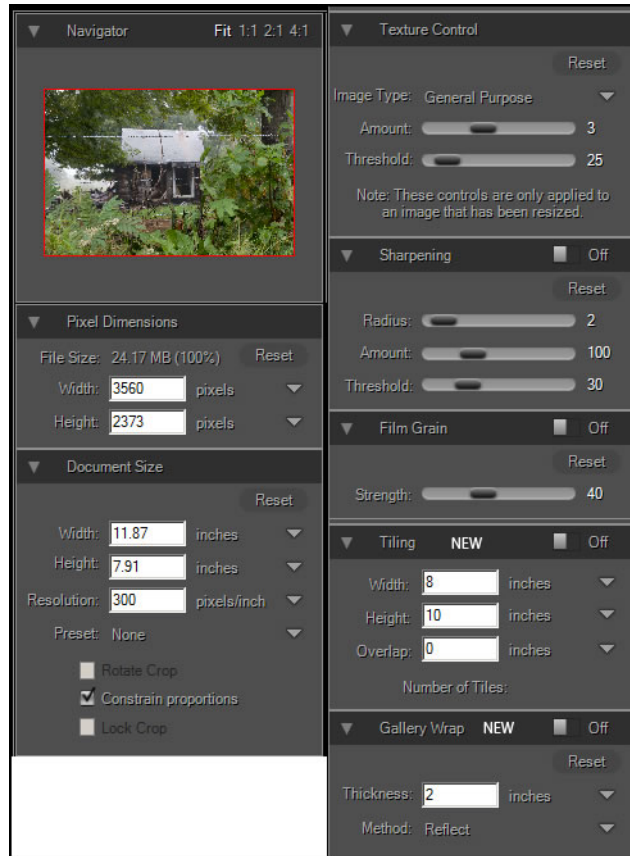 Navigator Fit 1:1 2:1 4:1
Pixel Dimensions
File Size: 24.17 MB (100%) Reset
Width: 3560 pixels
Height: 2373 pixels
Document Size
Reset
Width: 11.87 inches
Height: 7.91 inches
Resolution: 300 pixels/inch
Preset: None
Rotate Crop
Constrain proportions
Lock Crop
Texture Control
Reset
Image Type: General Purpose
Amount: 3
Threshold: 25
Note: These controls are only applied to
an image that has been resized.
Sharpening Off
Reset
Radius: 2
Amount: 100
Threshold: 30
Film Grain Off
Reset
Strength: 40
Tiling NEW Off
Width: 8 inches
Height: 10 inches
Overlap: 0 inches
Number of Tiles:
Gallery Wrap NEW Off
Reset
Thickness: 2 inches
Method: Reflect